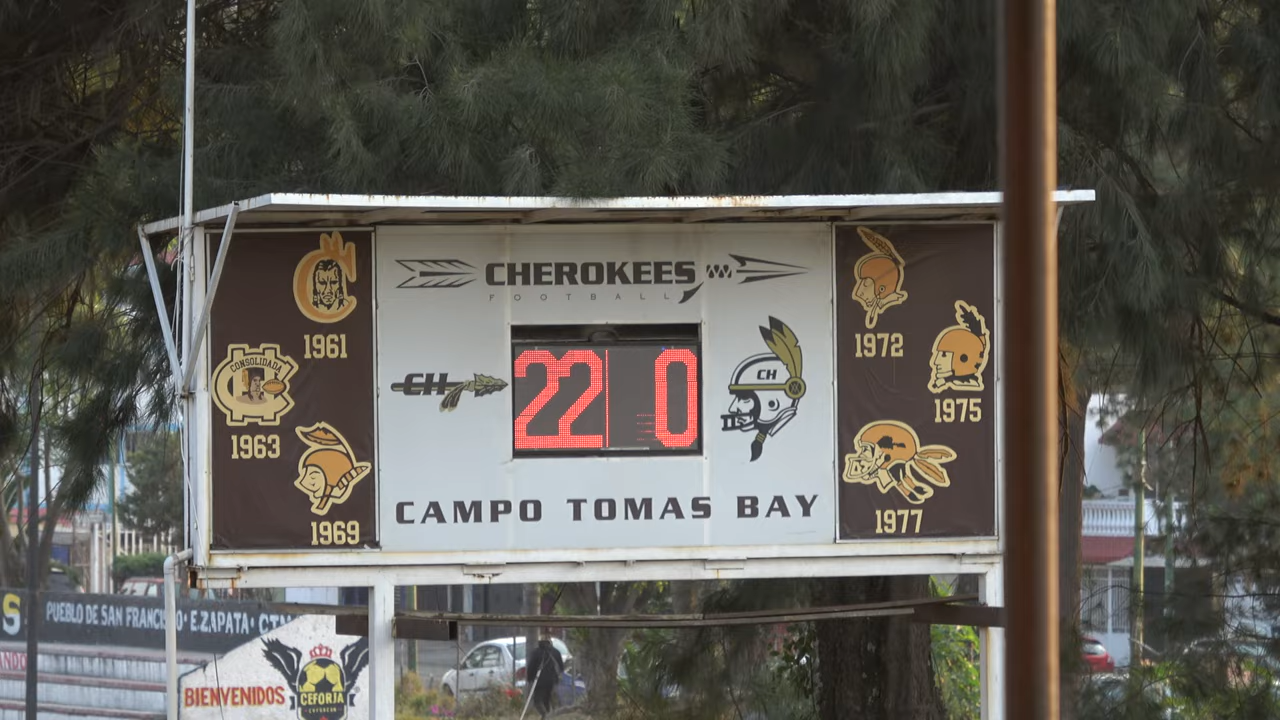 CHEROKEES
FOOTBALL
1961
CONSOLIDADA
1963
1969
CH
22 0
CH
1972
1975
1977
CAMPO TOMAS BAY
S
PUEBLO DE SAN FRANCISCO E.ZAPATA CTM
BIENVENIDOS
CEFORJA